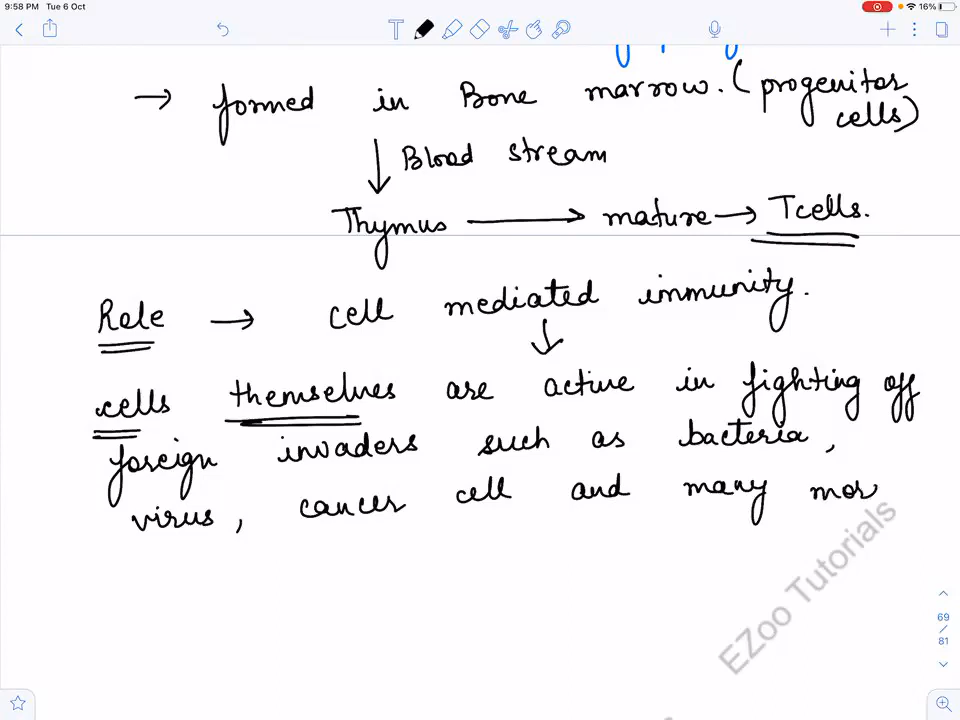 9:58 PM Tue 6 Oct
16%
→ formed in Bone marrow. (progenitor cells)
↓ Blood stream
Thymus → mature → T cells.
Role → cell mediated immunity.
↓
cells themselves are active in fighting off
foreign invaders such as bacteria,
virus, cancer cell and many mor
EZoo Tutorials
69
/
81